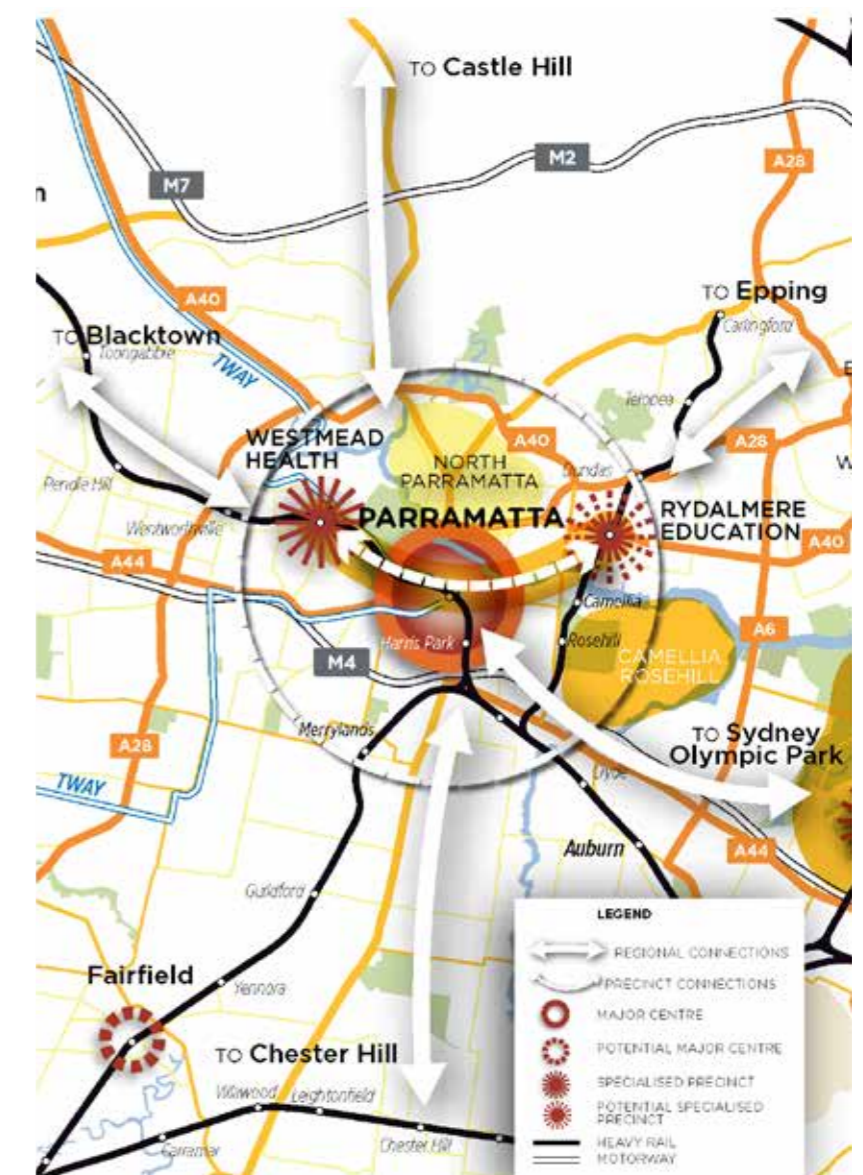 TO Castle Hill
M2
M7
A28
n
A40
TO Epping
Carlingford
TO Blacktown
Toongabbie
TWAY
Telopea
WESTMEAD
HEALTH
A40
A28
NORTH
PARRAMATTA
Dundas
Pendle Hill
PARRAMATTA
RYDALMERE
EDUCATION
Wentworthville
A40
A44
Camellia
A6
Harris Park
Rosehill
CAMELLIA
ROSEHILL
M4
Merrylands
TO Sydney
Olympic Park
A28
TWAY
Clyde
Auburn
A44
Guildford
Fairfield
Yennora
TO Chester Hill
Villawood
Leightonfield
Carramar
Chester Hill
LEGEND
REGIONAL CONNECTIONS
PRECINCT CONNECTIONS
MAJOR CENTRE
POTENTIAL MAJOR CENTRE
SPECIALISED PRECINCT
POTENTIAL SPECIALISED
PRECINCT
HEAVY RAIL
MOTORWAY